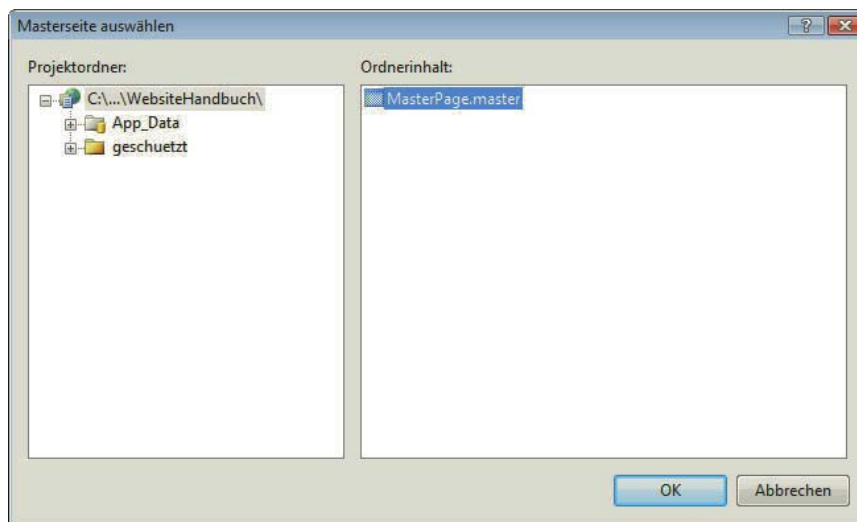 Masterseite auswählen
Projektordner:
C:\...\WebsiteHandbuch\
App_Data
geschuetzt
Ordnerinhalt:
MasterPage.master
OK
Abbrechen